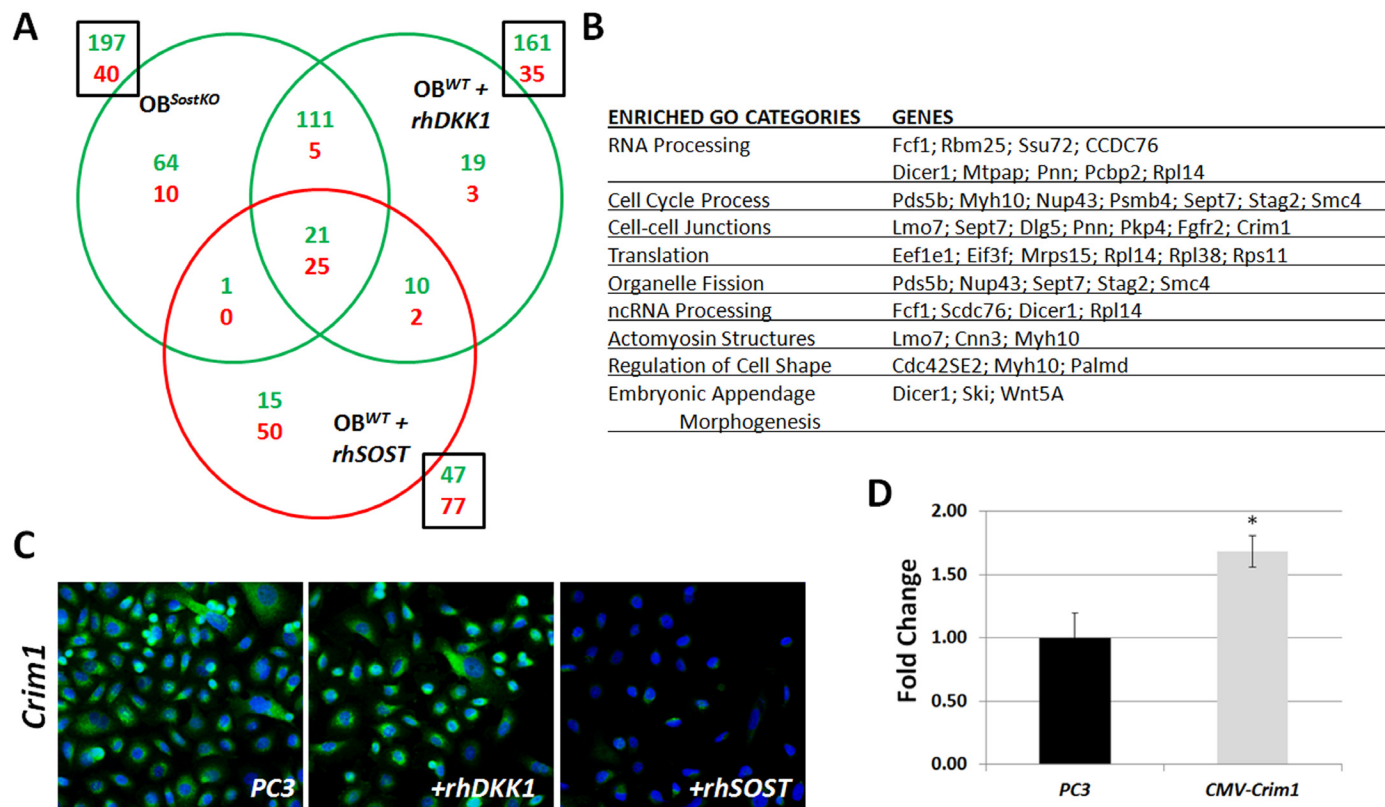 A
197
40
161
35
OB^SostKO
OB^WT +
rhDKK1
111
5
64
10
19
3
21
25
1
0
10
2
15
50
OB^WT +
rhSOST
47
77
B
ENRICHED GO CATEGORIES GENES
RNA Processing Fcf1; Rbm25; Ssu72; CCDC76
Dicer1; Mtpap; Pnn; Pcbp2; Rpl14
Cell Cycle Process Pds5b; Myh10; Nup43; Psmb4; Sept7; Stag2; Smc4
Cell-cell Junctions Lmo7; Sept7; Dlg5; Pnn; Pkp4; Fgfr2; Crim1
Translation Eef1e1; Eif3f; Mrps15; Rpl14; Rpl38; Rps11
Organelle Fission Pds5b; Nup43; Sept7; Stag2; Smc4
ncRNA Processing Fcf1; Scdc76; Dicer1; Rpl14
Actomyosin Structures Lmo7; Cnn3; Myh10
Regulation of Cell Shape Cdc42SE2; Myh10; Palmd
Embryonic Appendage Dicer1; Ski; Wnt5A
Morphogenesis
C
Crim1
PC3
+rhDKK1
+rhSOST
D
Fold Change
2.00
1.50
1.00
0.50
0.00
*
PC3
CMV-Crim1